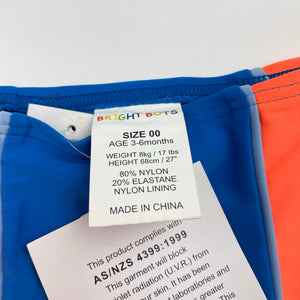 BRIGHT BOTS
SIZE 00
AGE 3-6months
WEIGHT 8kg / 17 lbs
HEIGHT 68cm / 27"
80% NYLON
20% ELASTANE
NYLON LINING
MADE IN CHINA
This product complies with
AS/NZS 4399:1999
This garment will block
violet radiation (U.V.R.) from
skin. It has been
laboratories and